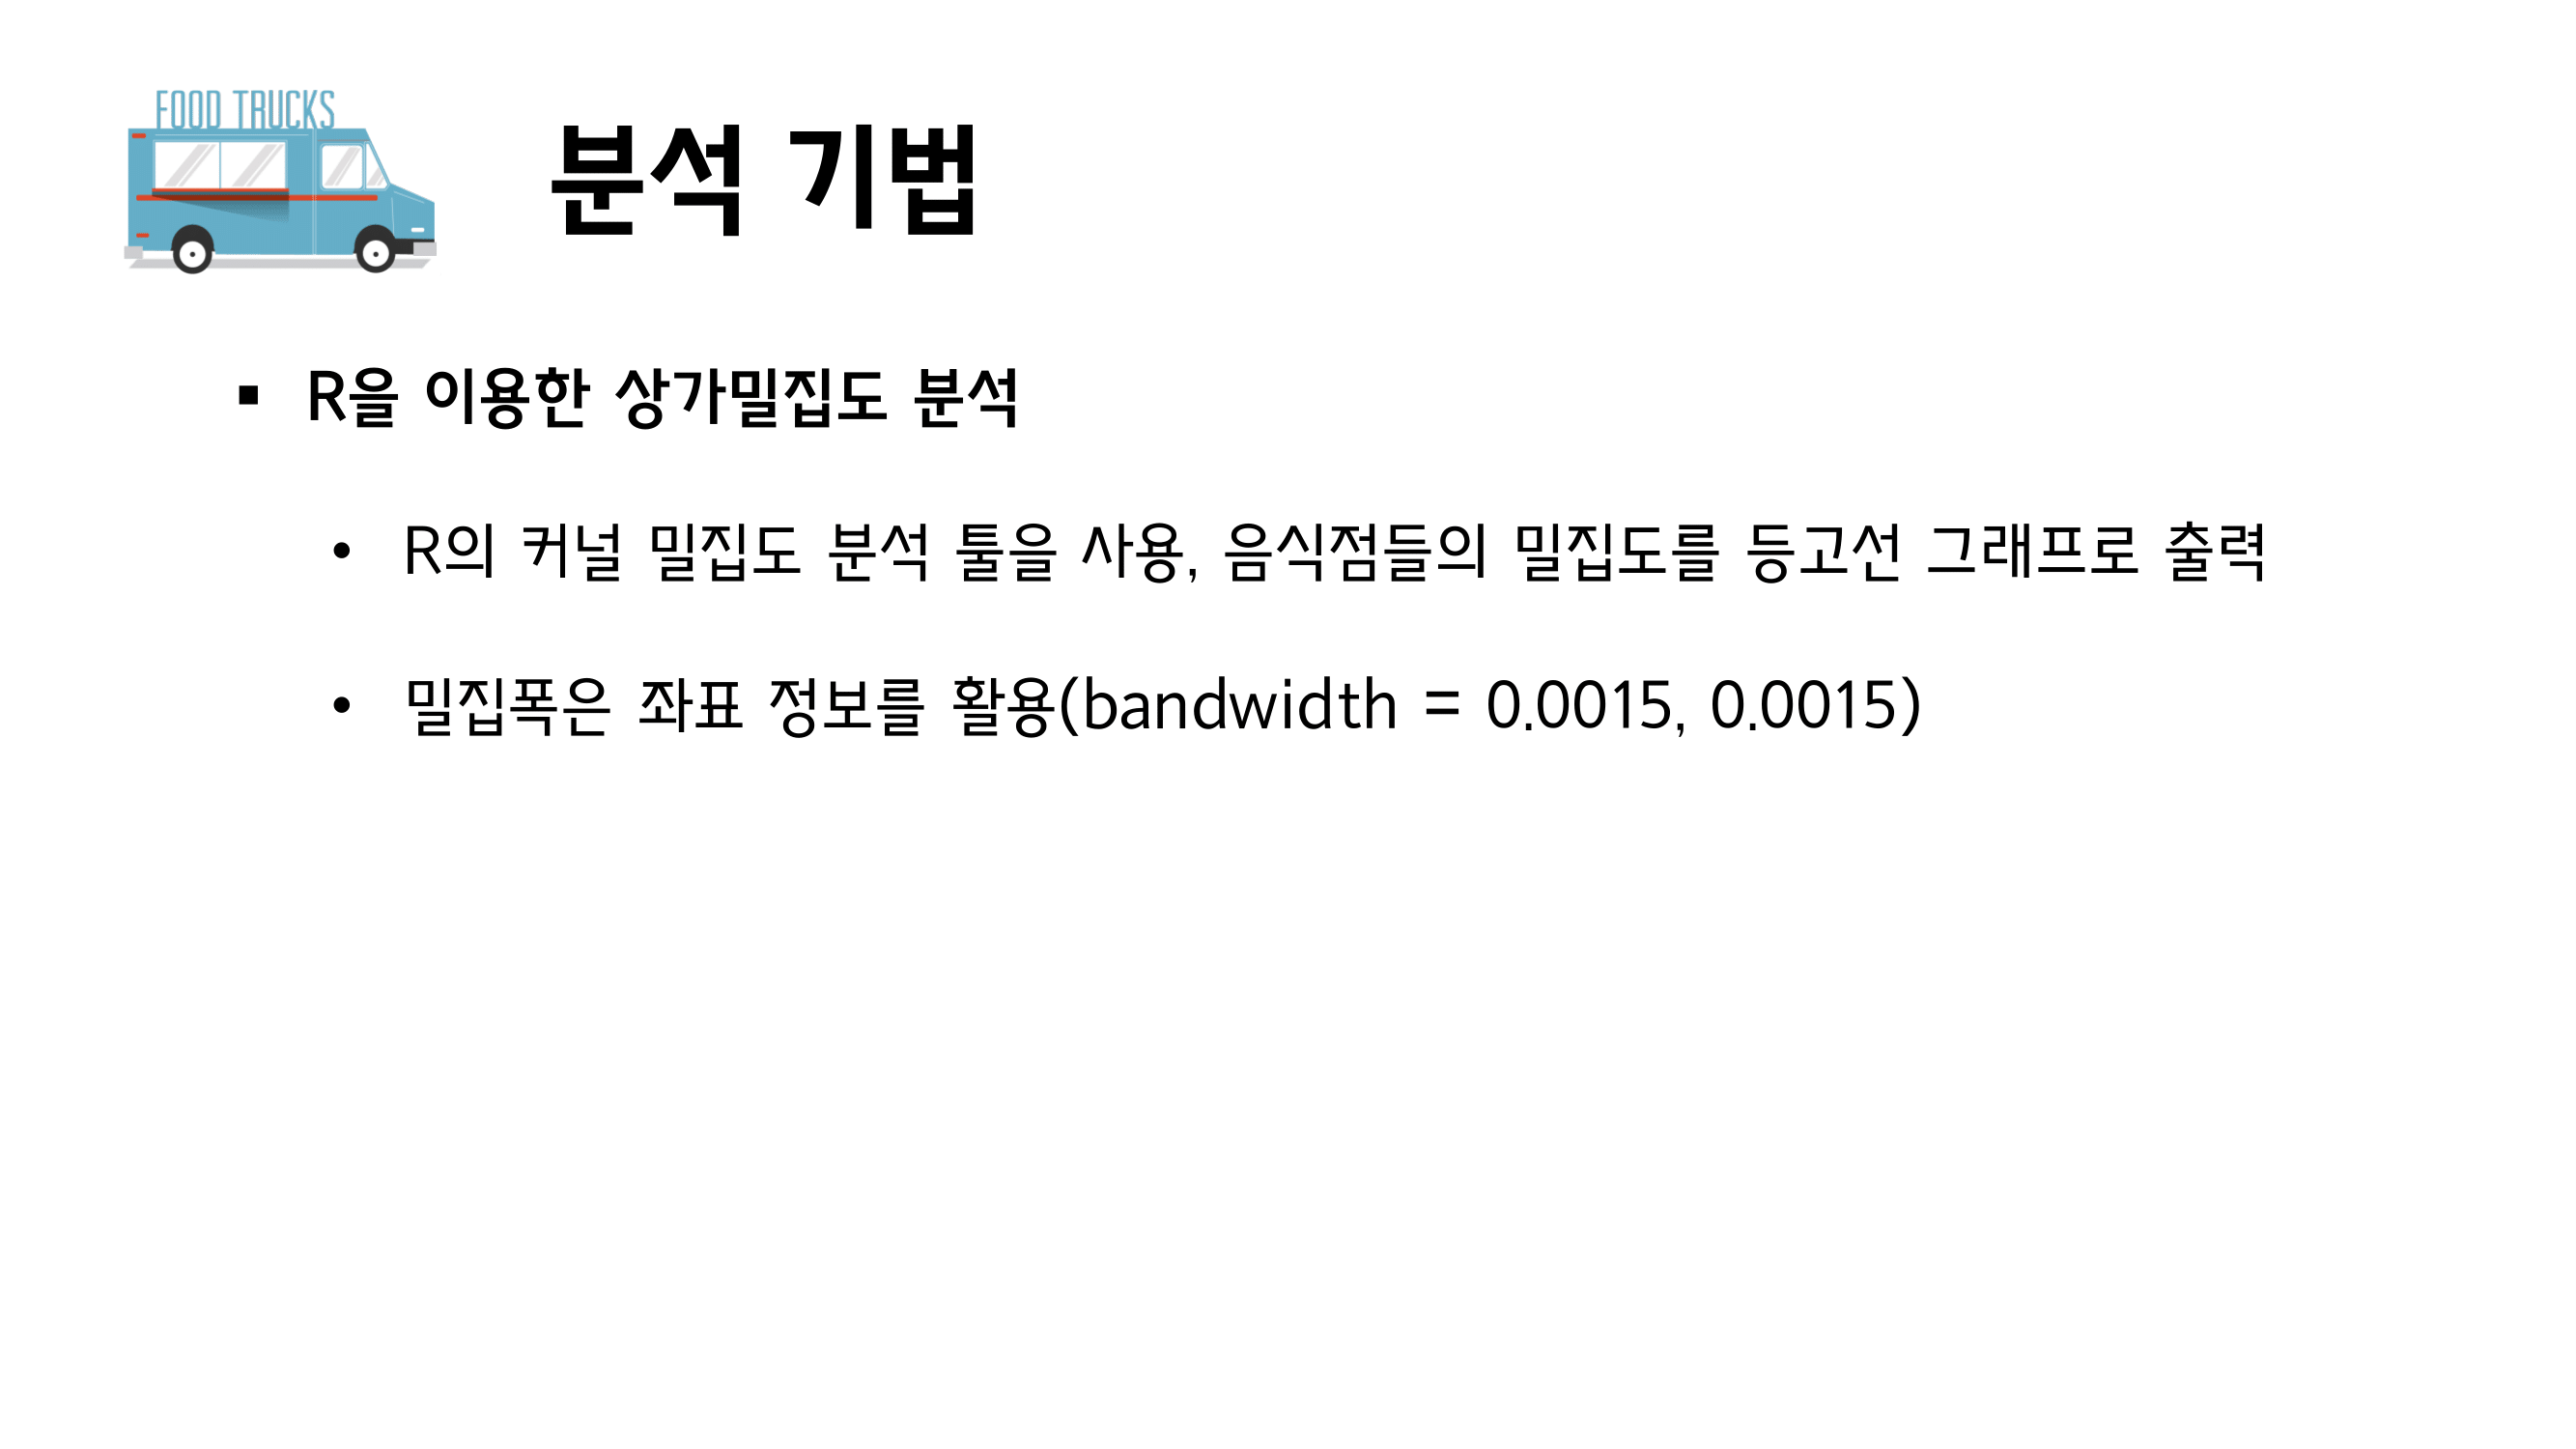 FOOD TRUCKS
분석 기법
▪ R을 이용한 상가밀집도 분석
• R의 커널 밀집도 분석 툴을 사용, 음식점들의 밀집도를 등고선 그래프로 출력
• 밀집폭은 좌표 정보를 활용(bandwidth = 0.0015, 0.0015)